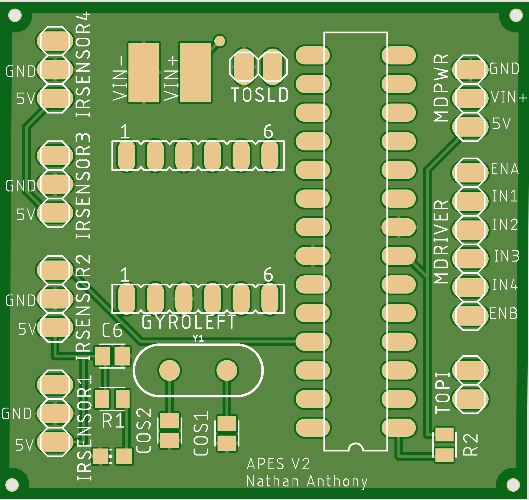 IRSENSOR4
GND
5V
VIN-
VIN+
TOSLD
MDPWR
GND
VIN+
5V
IRSENSOR3
GND
5V
1 6
MDRIVER
ENA
IN1
IN2
IN3
IN4
ENB
IRSENSOR2
GND
5V
1 6
GYROLEFT
Y1
C6
IRSENSOR1
GND
5V
R1
COS2
COS1
TOPI
R2
APES V2
Nathan Anthony